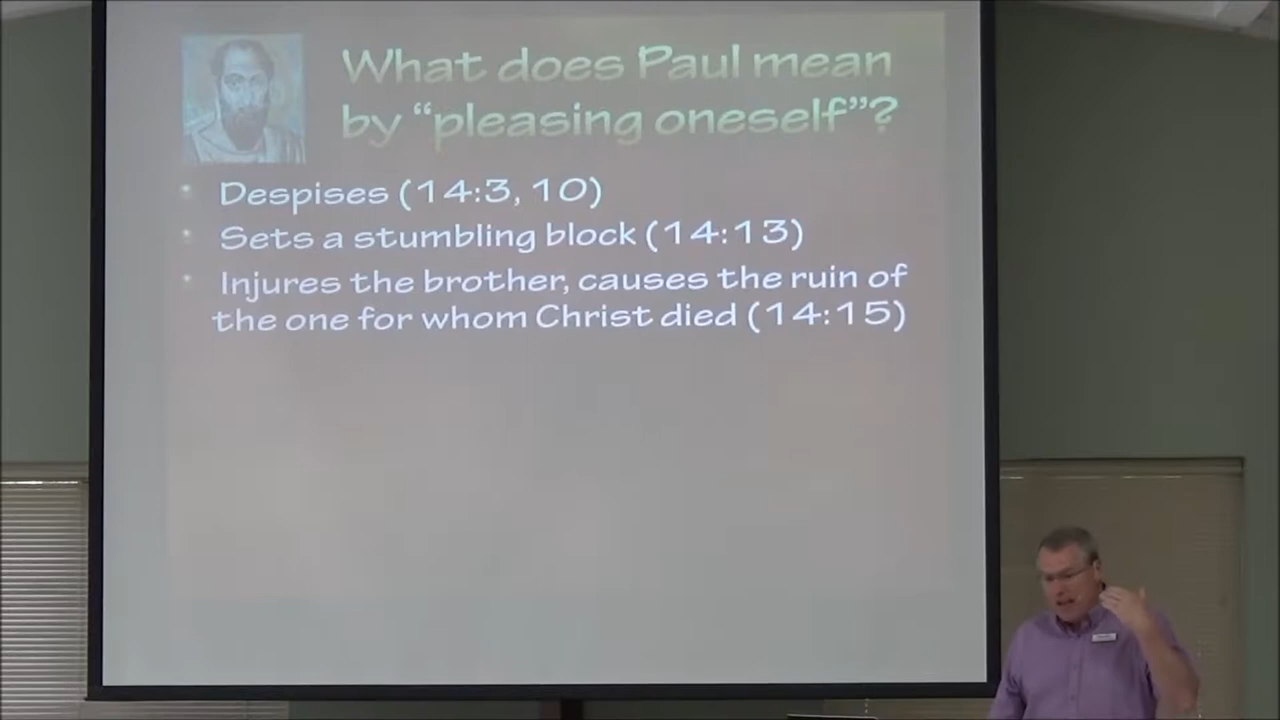 What does Paul mean
by “pleasing oneself”?
• Despises (14:3, 10)
• Sets a stumbling block (14:13)
• Injures the brother, causes the ruin of
the one for whom Christ died (14:15)